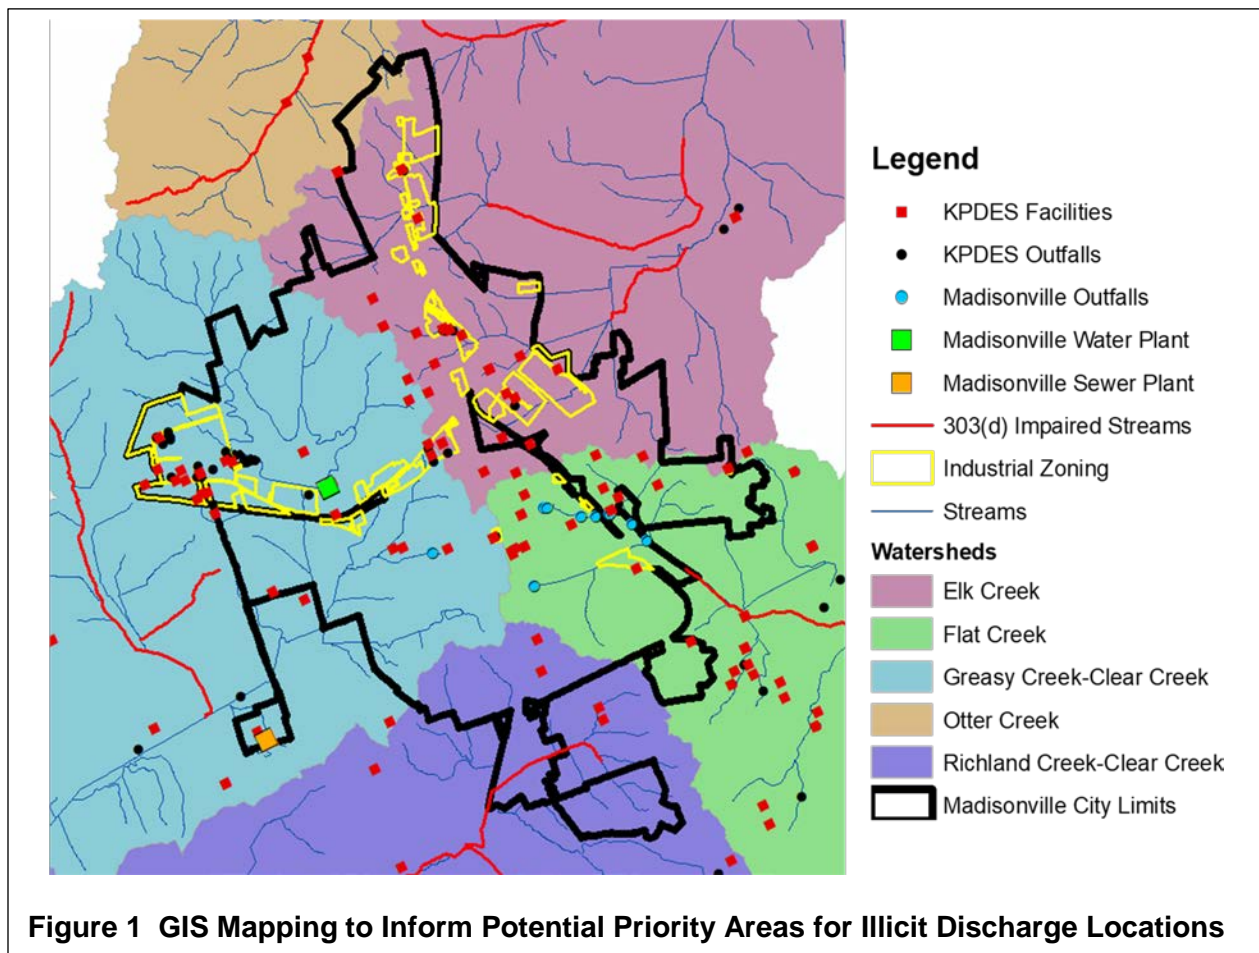 Legend
KPDES Facilities
KPDES Outfalls
Madisonville Outfalls
Madisonville Water Plant
Madisonville Sewer Plant
303(d) Impaired Streams
Industrial Zoning
Streams
Watersheds
Elk Creek
Flat Creek
Greasy Creek-Clear Creek
Otter Creek
Richland Creek-Clear Creek
Madisonville City Limits
Figure 1 GIS Mapping to Inform Potential Priority Areas for Illicit Discharge Locations